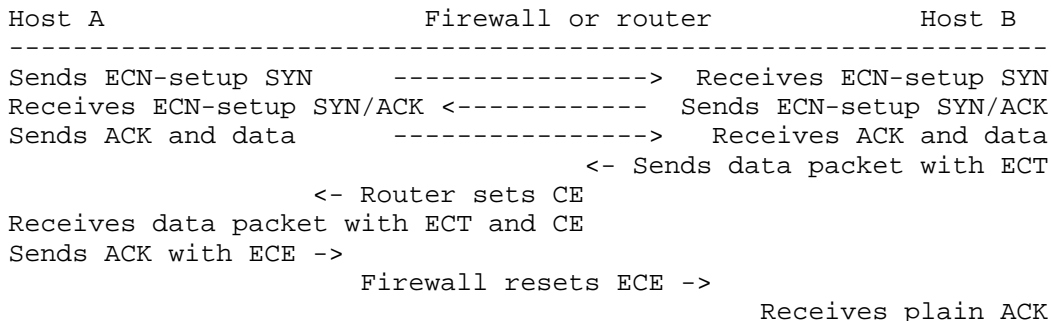 Host A                    Firewall or router             Host B
-----------------------------------------------------------------
Sends ECN-setup SYN     ----------------> Receives ECN-setup SYN
Receives ECN-setup SYN/ACK <------------ Sends ECN-setup SYN/ACK
Sends ACK and data      ----------------> Receives ACK and data
                                    <- Sends data packet with ECT
                   <- Router sets CE
Receives data packet with ECT and CE
Sends ACK with ECE ->
                      Firewall resets ECE ->
                                               Receives plain ACK